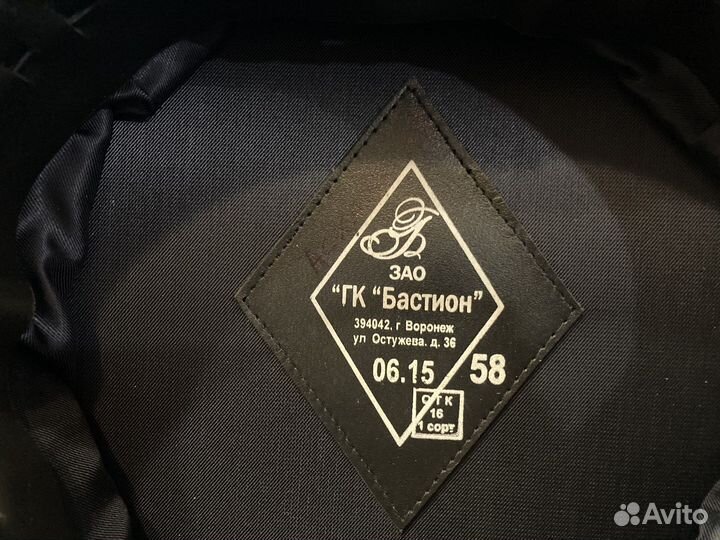 ЗАО
"ГК "Бастион"
394042, г Воронеж
ул Остужева. д. 36
06.15 58
ОТК
16
1 сорт
Avito